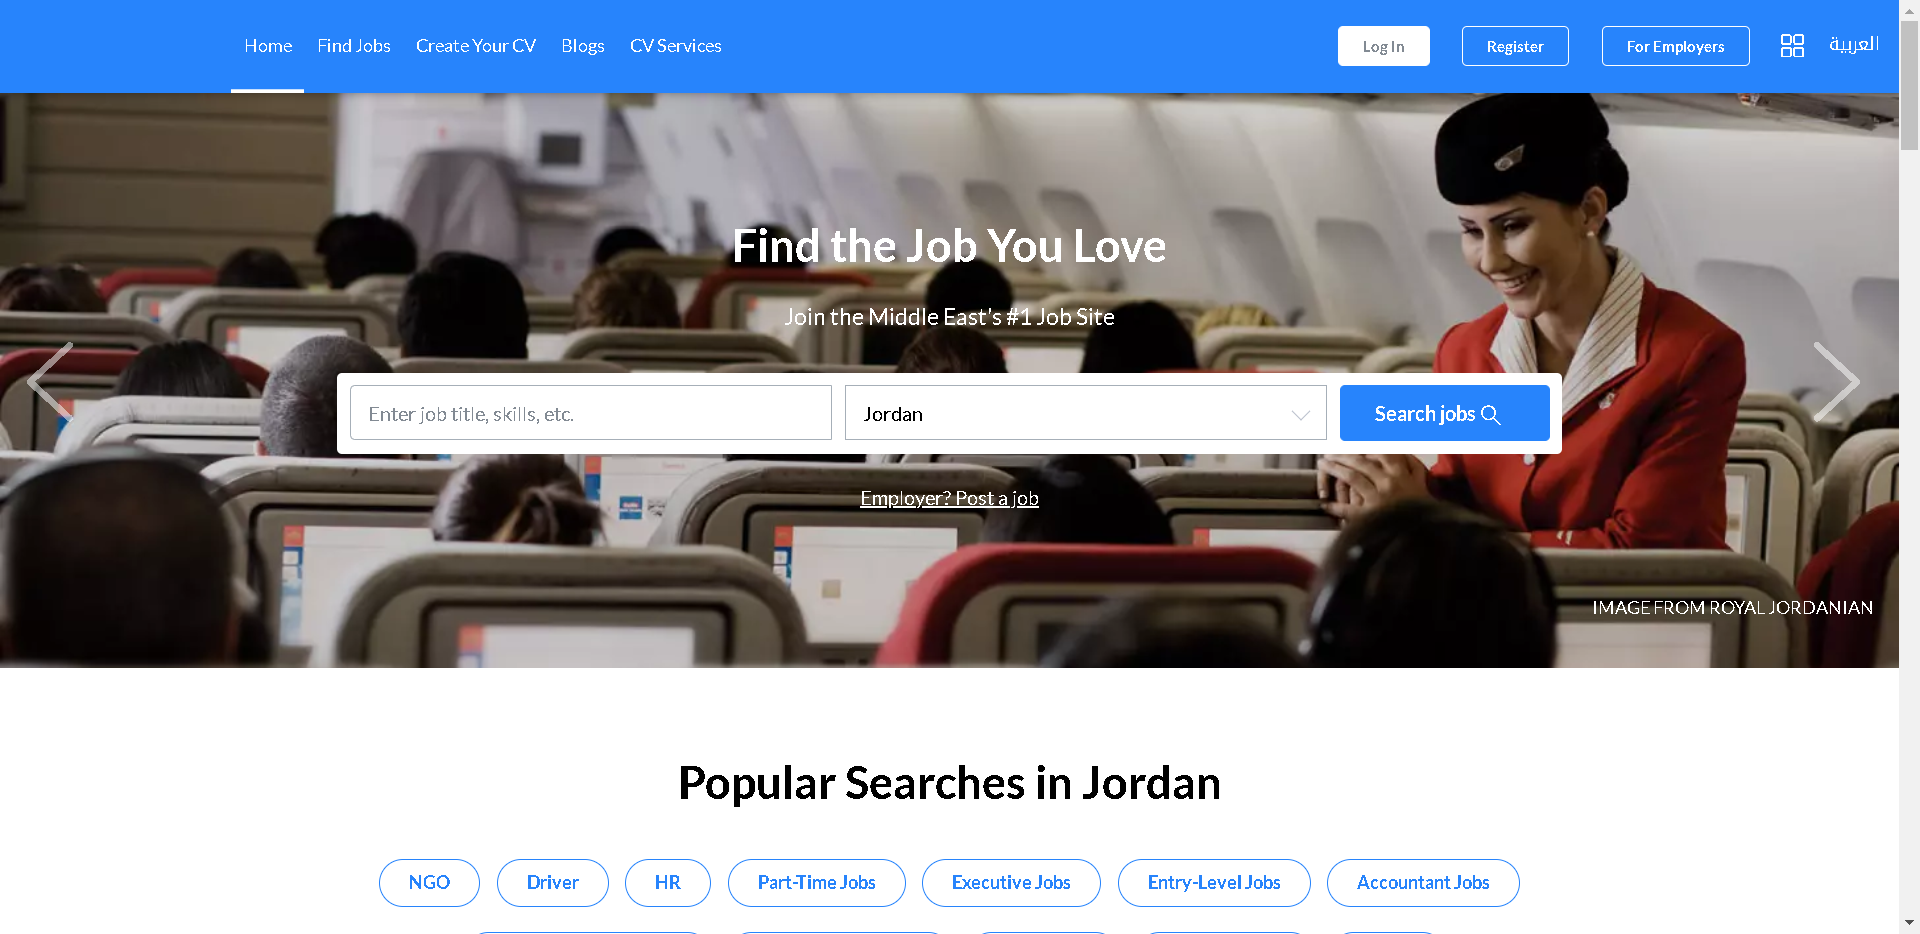 Home Find Jobs Create Your CV Blogs CV Services Log In Register For Employers العربية
Find the Job You Love
Join the Middle East's #1 Job Site
Enter job title, skills, etc. Jordan Search jobs
Employer? Post a job
IMAGE FROM ROYAL JORDANIAN
Popular Searches in Jordan
NGO Driver HR Part-Time Jobs Executive Jobs Entry-Level Jobs Accountant Jobs